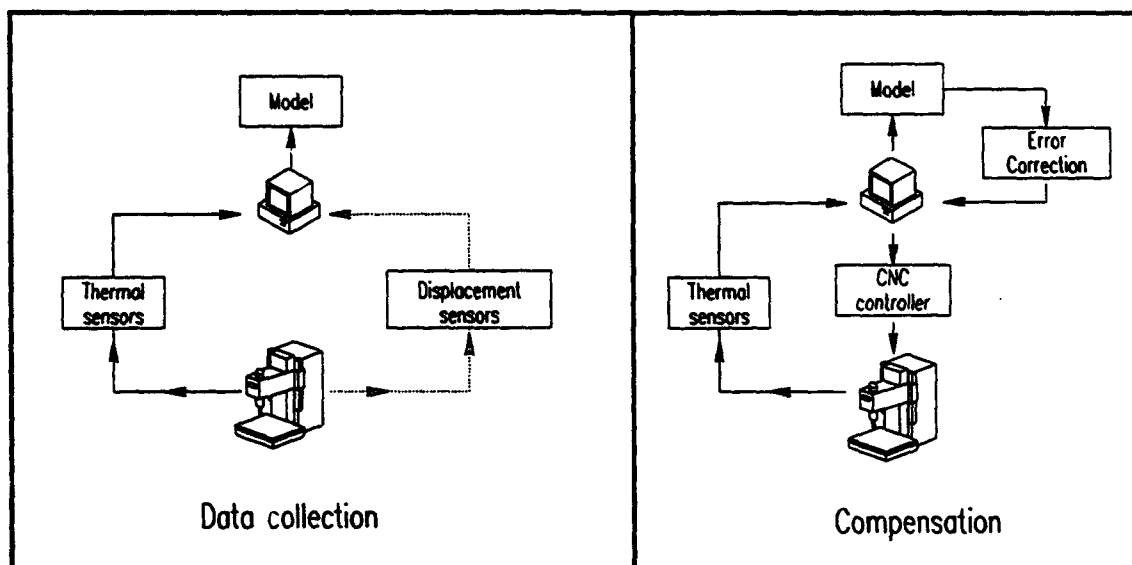 Model
Thermal
sensors
Displacement
sensors
Data collection
Model
Error
Correction
Thermal
sensors
CNC
controller
Compensation